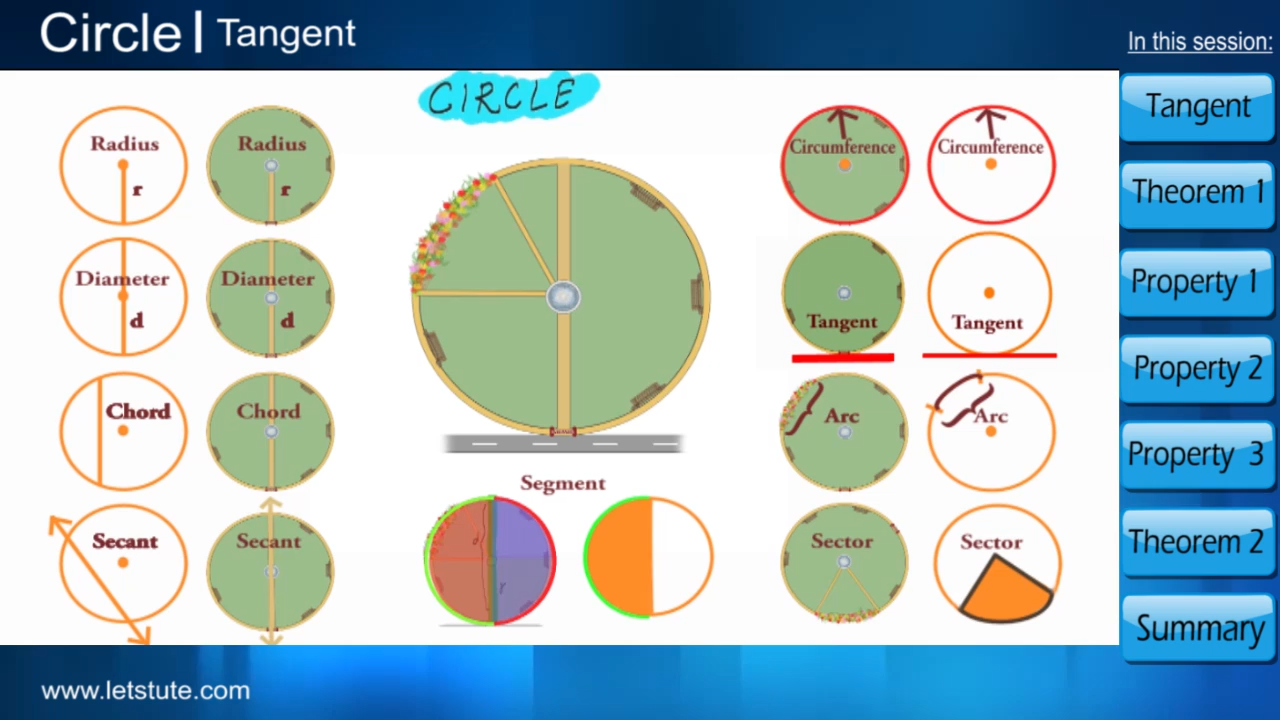 Circle | Tangent
In this session:
CIRCLE
Radius
r
Radius
r
Circumference
Circumference
Diameter
d
Diameter
d
Tangent
Tangent
Chord
Chord
Arc
Arc
Segment
Secant
Secant
r
Sector
Sector
Tangent
Theorem 1
Property 1
Property 2
Property 3
Theorem 2
Summary
www.letstute.com